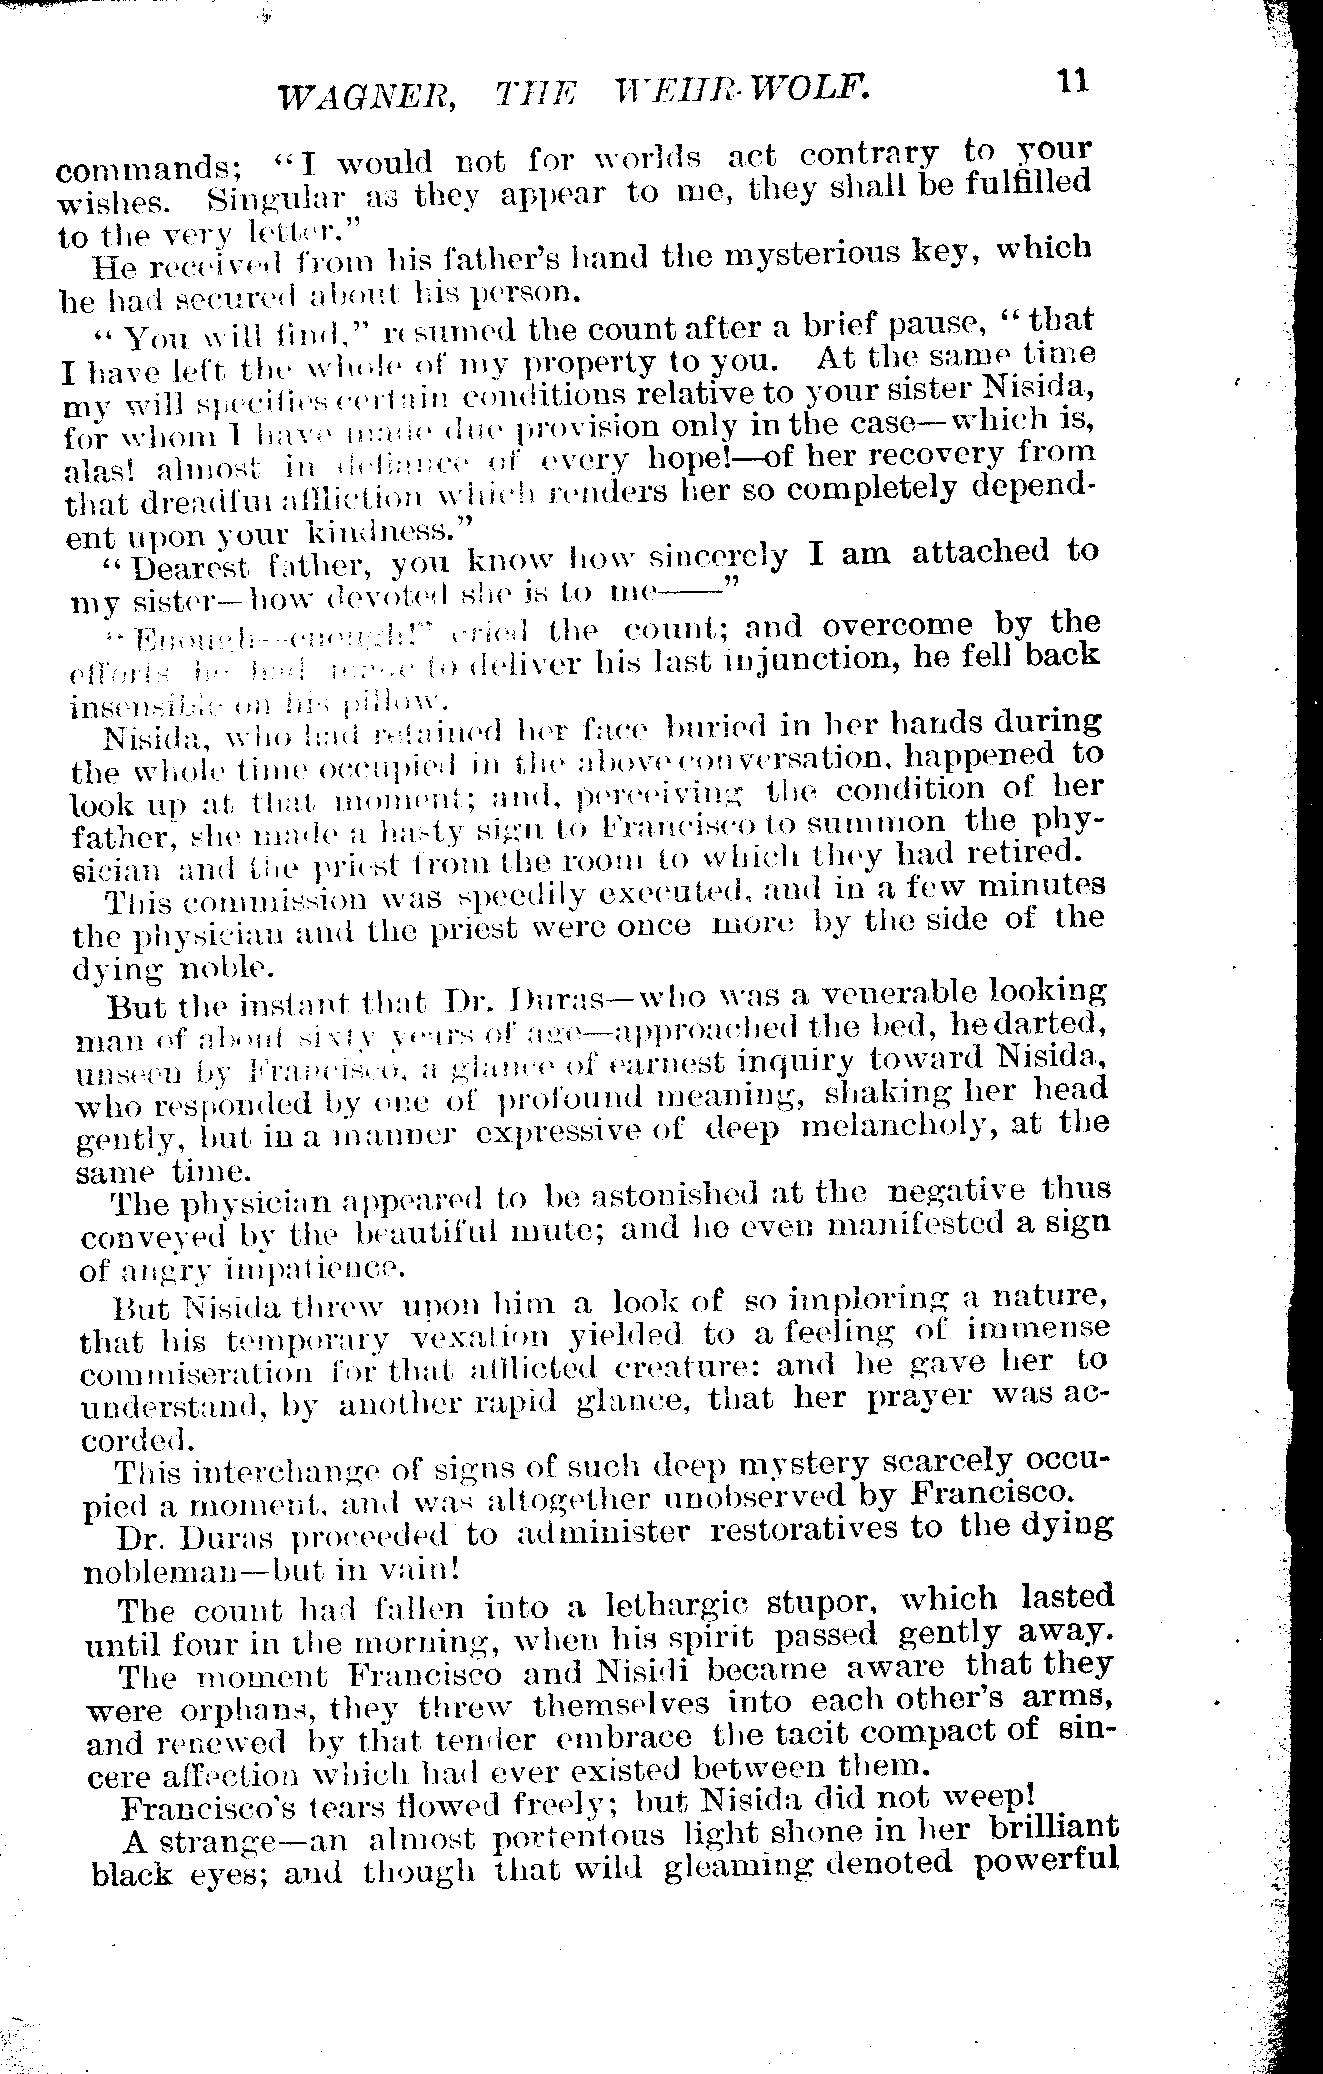 WAGNER, THE WEHR-WOLF. 11
commands; "I would not for worlds act contrary to your
wishes. Singular as they appear to me, they shall be fulfilled
to the very letter."
He received from his father's hand the mysterious key, which
he had secured about his person.
"You will find," resumed the count after a brief pause, "that
I have left the whole of my property to you. At the same time
my will specifies certain conditions relative to your sister Nisida,
for whom I have made due provision only in the case—which is,
alas! almost in defiance of every hope!—of her recovery from
that dreadful affliction which renders her so completely depend-
ent upon your kindness."
"Dearest father, you know how sincerely I am attached to
my sister—how devoted she is to me——"
"Enough—enough!" cried the count; and overcome by the
efforts he had made to deliver his last injunction, he fell back
insensible on his pillow.
Nisida, who had retained her face buried in her hands during
the whole time occupied in the above conversation, happened to
look up at that moment; and, perceiving the condition of her
father, she made a hasty sign to Francisco to summon the phy-
sician and the priest from the room to which they had retired.
This commission was speedily executed, and in a few minutes
the physician and the priest were once more by the side of the
dying noble.
But the instant that Dr. Duras—who was a venerable looking
man of about sixty years of age—approached the bed, he darted,
unseen by Francisco, a glance of earnest inquiry toward Nisida,
who responded by one of profound meaning, shaking her head
gently, but in a manner expressive of deep melancholy, at the
same time.
The physician appeared to be astonished at the negative thus
conveyed by the beautiful mute; and he even manifested a sign
of angry impatience.
But Nisida threw upon him a look of so imploring a nature,
that his temporary vexation yielded to a feeling of immense
commiseration for that afflicted creature: and he gave her to
understand, by another rapid glance, that her prayer was ac-
corded.
This interchange of signs of such deep mystery scarcely occu-
pied a moment, and was altogether unobserved by Francisco.
Dr. Duras proceeded to administer restoratives to the dying
nobleman—but in vain!
The count had fallen into a lethargic stupor, which lasted
until four in the morning, when his spirit passed gently away.
The moment Francisco and Nisidi became aware that they
were orphans, they threw themselves into each other's arms,
and renewed by that tender embrace the tacit compact of sin-
cere affection which had ever existed between them.
Francisco's tears flowed freely; but Nisida did not weep!
A strange—an almost portentous light shone in her brilliant
black eyes; and though that wild gleaming denoted powerful